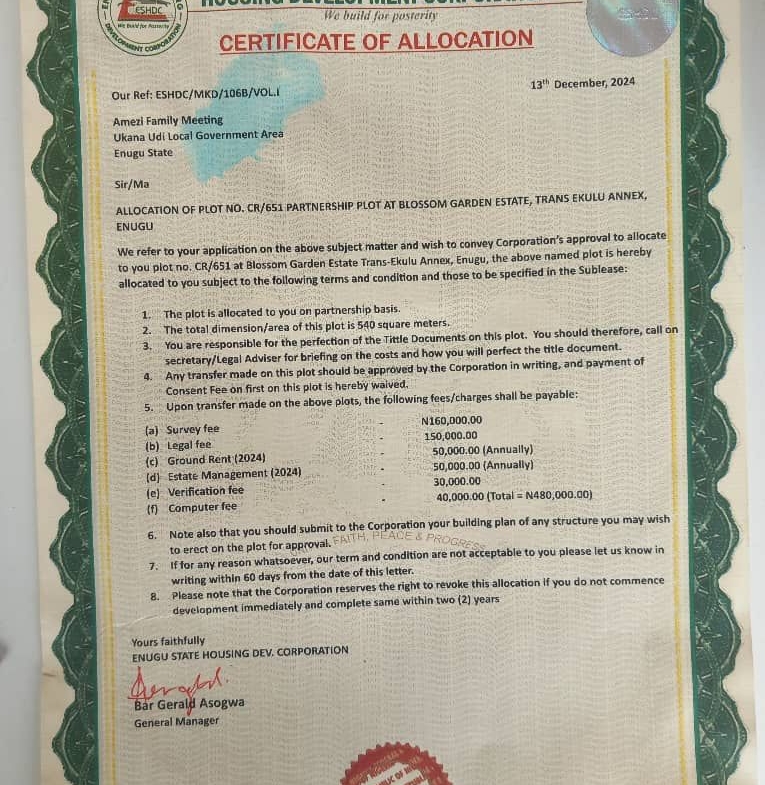 ESHDC
We Build for Posterity
DEVELOPMENT CORPORATION
HOUSING DEVELOPMENT CORPORATION
We build for posterity
CERTIFICATE OF ALLOCATION
13th December, 2024
Our Ref: ESHDC/MKD/106B/VOL.I
Amezi Family Meeting
Ukana Udi Local Government Area
Enugu State
Sir/Ma
ALLOCATION OF PLOT NO. CR/651 PARTNERSHIP PLOT AT BLOSSOM GARDEN ESTATE, TRANS EKULU ANNEX,
ENUGU
We refer to your application on the above subject matter and wish to convey Corporation's approval to allocate
to you plot no. CR/651 at Blossom Garden Estate Trans-Ekulu Annex, Enugu, the above named plot is hereby
allocated to you subject to the following terms and condition and those to be specified in the Sublease:
1. The plot is allocated to you on partnership basis.
2. The total dimension/area of this plot is 540 square meters.
3. You are responsible for the perfection of the Tittle Documents on this plot. You should therefore, call on
secretary/Legal Adviser for briefing on the costs and how you will perfect the title document.
4. Any transfer made on this plot should be approved by the Corporation in writing, and payment of
Consent Fee on first on this plot is hereby waived.
5. Upon transfer made on the above plots, the following fees/charges shall be payable:
(a) Survey fee - N160,000.00
(b) Legal fee - 150,000.00
(c) Ground Rent (2024) - 50,000.00 (Annually)
(d) Estate Management (2024) - 50,000.00 (Annually)
(e) Verification fee - 30,000.00
(f) Computer fee - 40,000.00 (Total = N480,000.00)
6. Note also that you should submit to the Corporation your building plan of any structure you may wish
to erect on the plot for approval.
FAITH, PEACE & PROGRESS
7. If for any reason whatsoever, our term and condition are not acceptable to you please let us know in
writing within 60 days from the date of this letter.
8. Please note that the Corporation reserves the right to revoke this allocation if you do not commence
development immediately and complete same within two (2) years
Yours faithfully
ENUGU STATE HOUSING DEV. CORPORATION
Bar Gerald Asogwa
General Manager